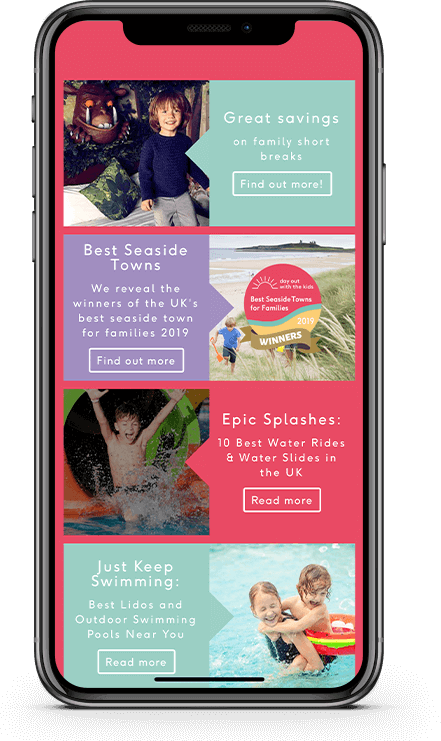 Great savings
on family short
breaks
Find out more!
Best Seaside
Towns
We reveal the
winners of the UK's
best seaside town
for families 2019
Find out more
day out
with the kids
Best Seaside Towns
for Families
2019
WINNERS
Epic Splashes:
10 Best Water Rides
& Water Slides in
the UK
Read more
Just Keep
Swimming:
Best Lidos and
Outdoor Swimming
Pools Near You
Read more